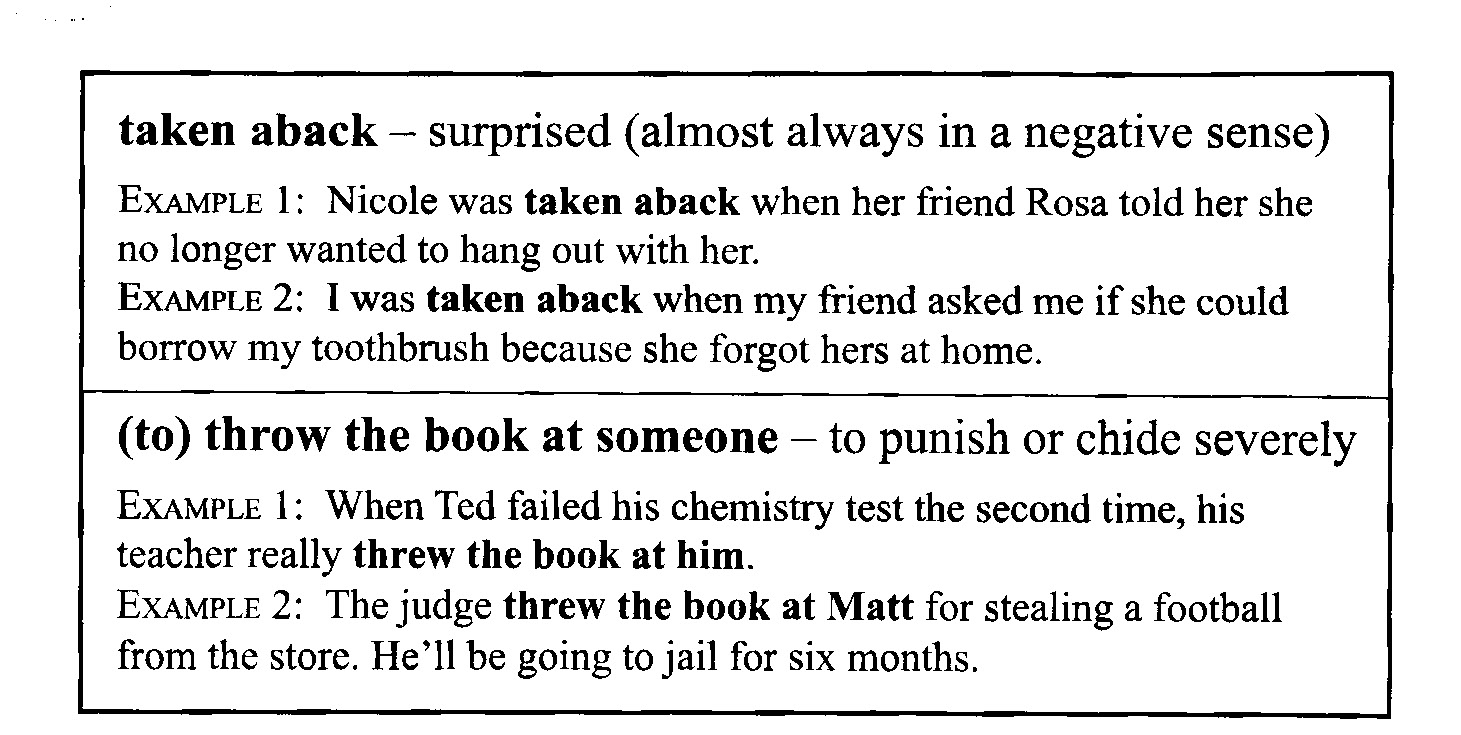 taken aback – surprised (almost always in a negative sense)
EXAMPLE 1: Nicole was taken aback when her friend Rosa told her she
no longer wanted to hang out with her.
EXAMPLE 2: I was taken aback when my friend asked me if she could
borrow my toothbrush because she forgot hers at home.
(to) throw the book at someone – to punish or chide severely
EXAMPLE 1: When Ted failed his chemistry test the second time, his
teacher really threw the book at him.
EXAMPLE 2: The judge threw the book at Matt for stealing a football
from the store. He'll be going to jail for six months.